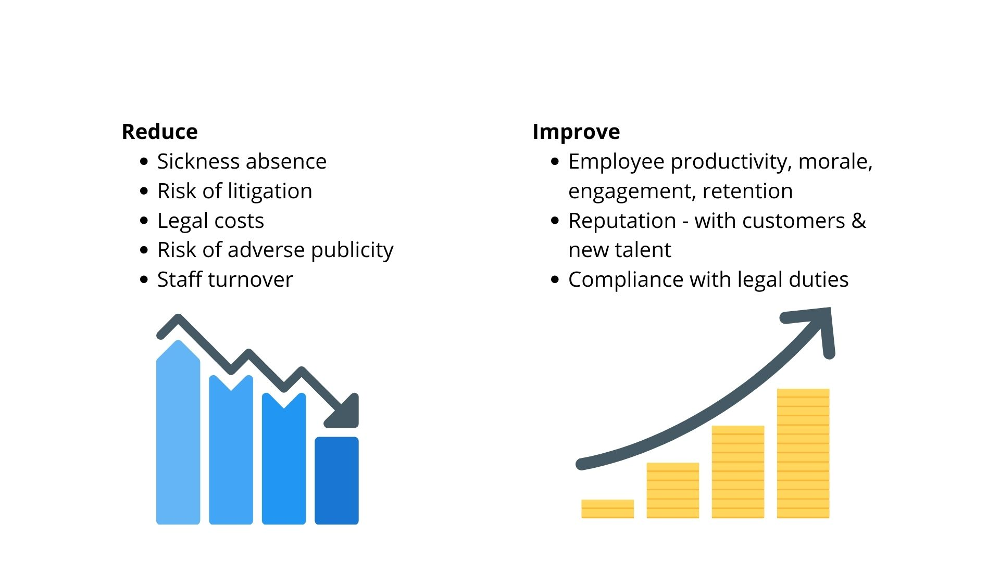 Reduce
• Sickness absence
• Risk of litigation
• Legal costs
• Risk of adverse publicity
• Staff turnover
Improve
• Employee productivity, morale,
engagement, retention
• Reputation - with customers &
new talent
• Compliance with legal duties